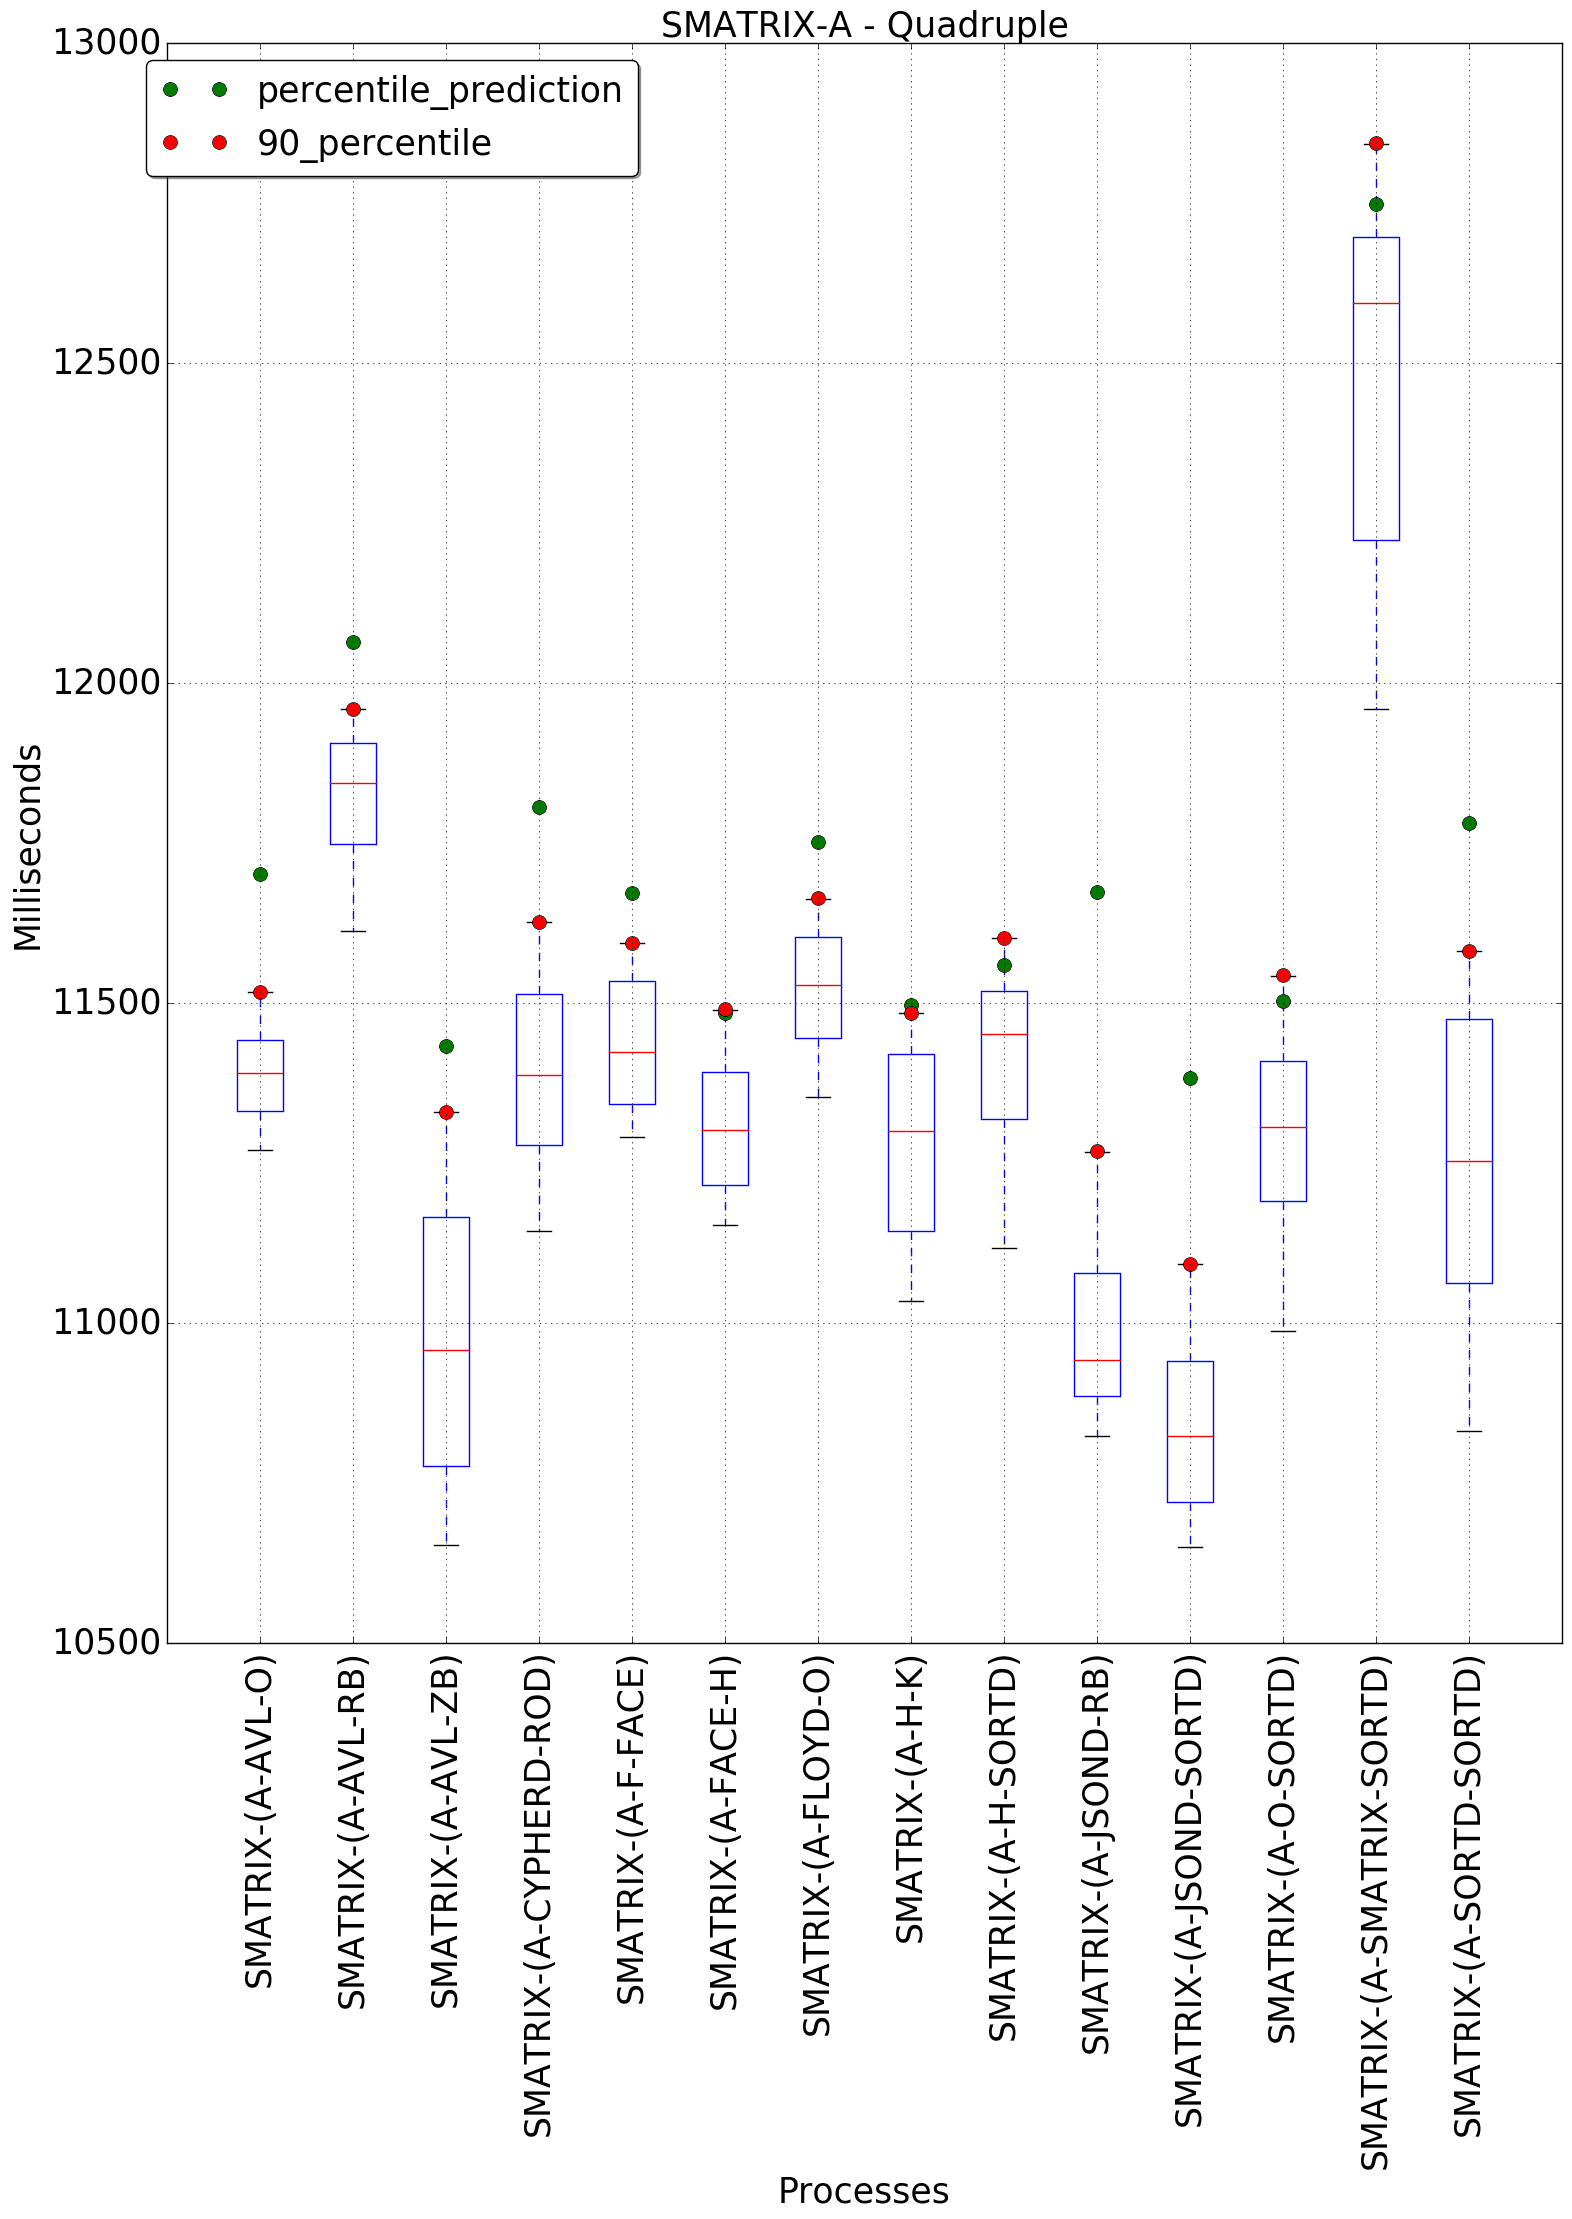 SMATRIX-A - Quadruple
percentile_prediction
90_percentile
13000
12500
12000
11500
11000
10500
Milliseconds
SMATRIX-(A-AVL-O)
SMATRIX-(A-AVL-RB)
SMATRIX-(A-AVL-ZB)
SMATRIX-(A-CYPHERD-ROD)
SMATRIX-(A-F-FACE)
SMATRIX-(A-FACE-H)
SMATRIX-(A-FLOYD-O)
SMATRIX-(A-H-K)
SMATRIX-(A-H-SORTD)
SMATRIX-(A-JSOND-RB)
SMATRIX-(A-JSOND-SORTD)
SMATRIX-(A-O-SORTD)
SMATRIX-(A-SMATRIX-SORTD)
SMATRIX-(A-SORTD-SORTD)
Processes